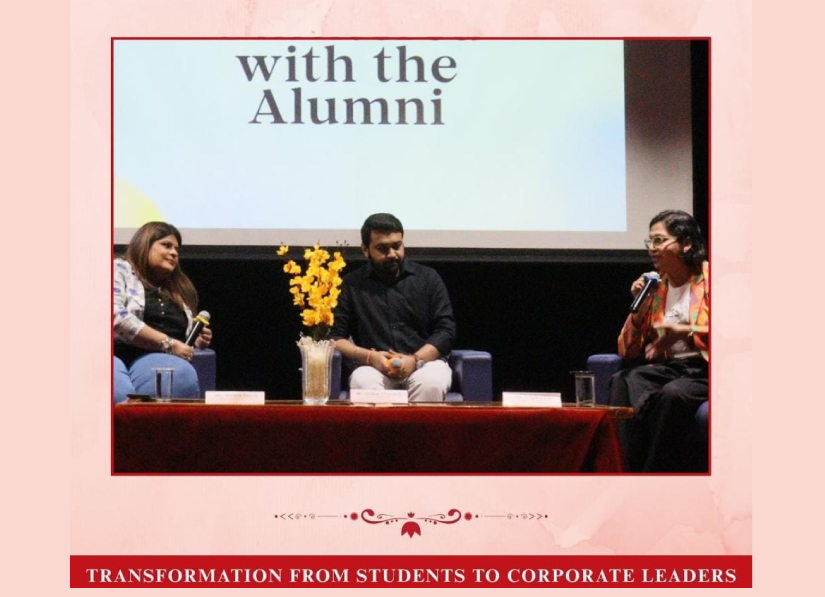 with the
Alumni
TRANSFORMATION FROM STUDENTS TO CORPORATE LEADERS